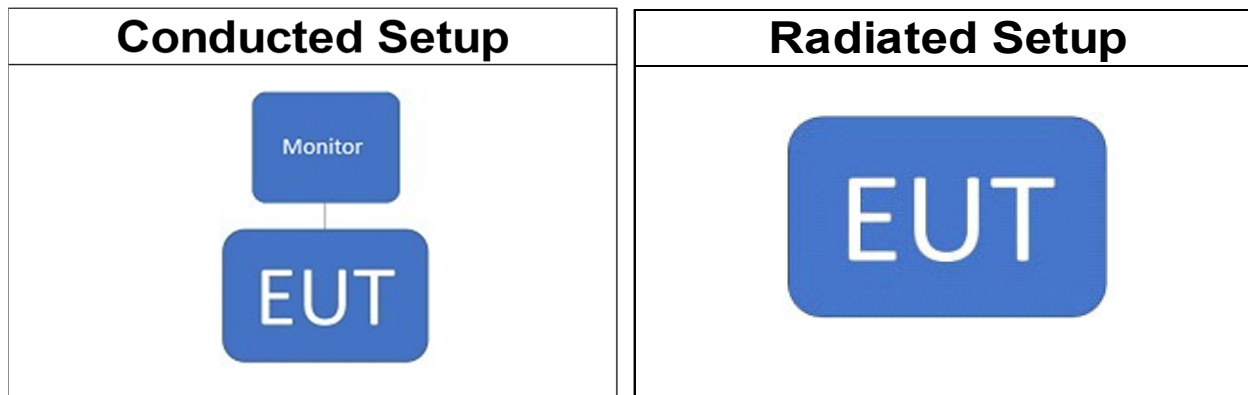 Conducted Setup
Monitor
EUT
Radiated Setup
EUT